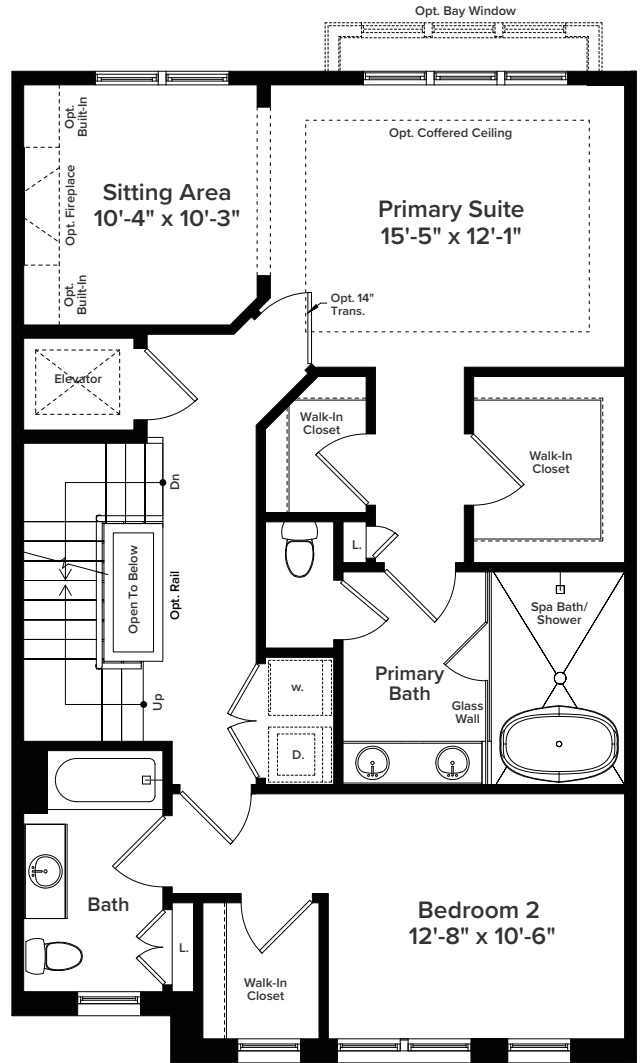 Opt. Bay Window
Opt.
Built-In
Opt. Coffered Ceiling
Sitting Area
10'-4" x 10'-3"
Opt. Fireplace
Primary Suite
15'-5" x 12'-1"
Opt.
Built-In
Opt. 14"
Trans.
Elevator
Walk-In
Closet
Walk-In
Closet
Dn
L.
Open To Below
Opt. Rail
Spa Bath/
Shower
Primary
Bath
w.
Up
Glass
Wall
D.
Bath
Bedroom 2
12'-8" x 10'-6"
L.
Walk-In
Closet